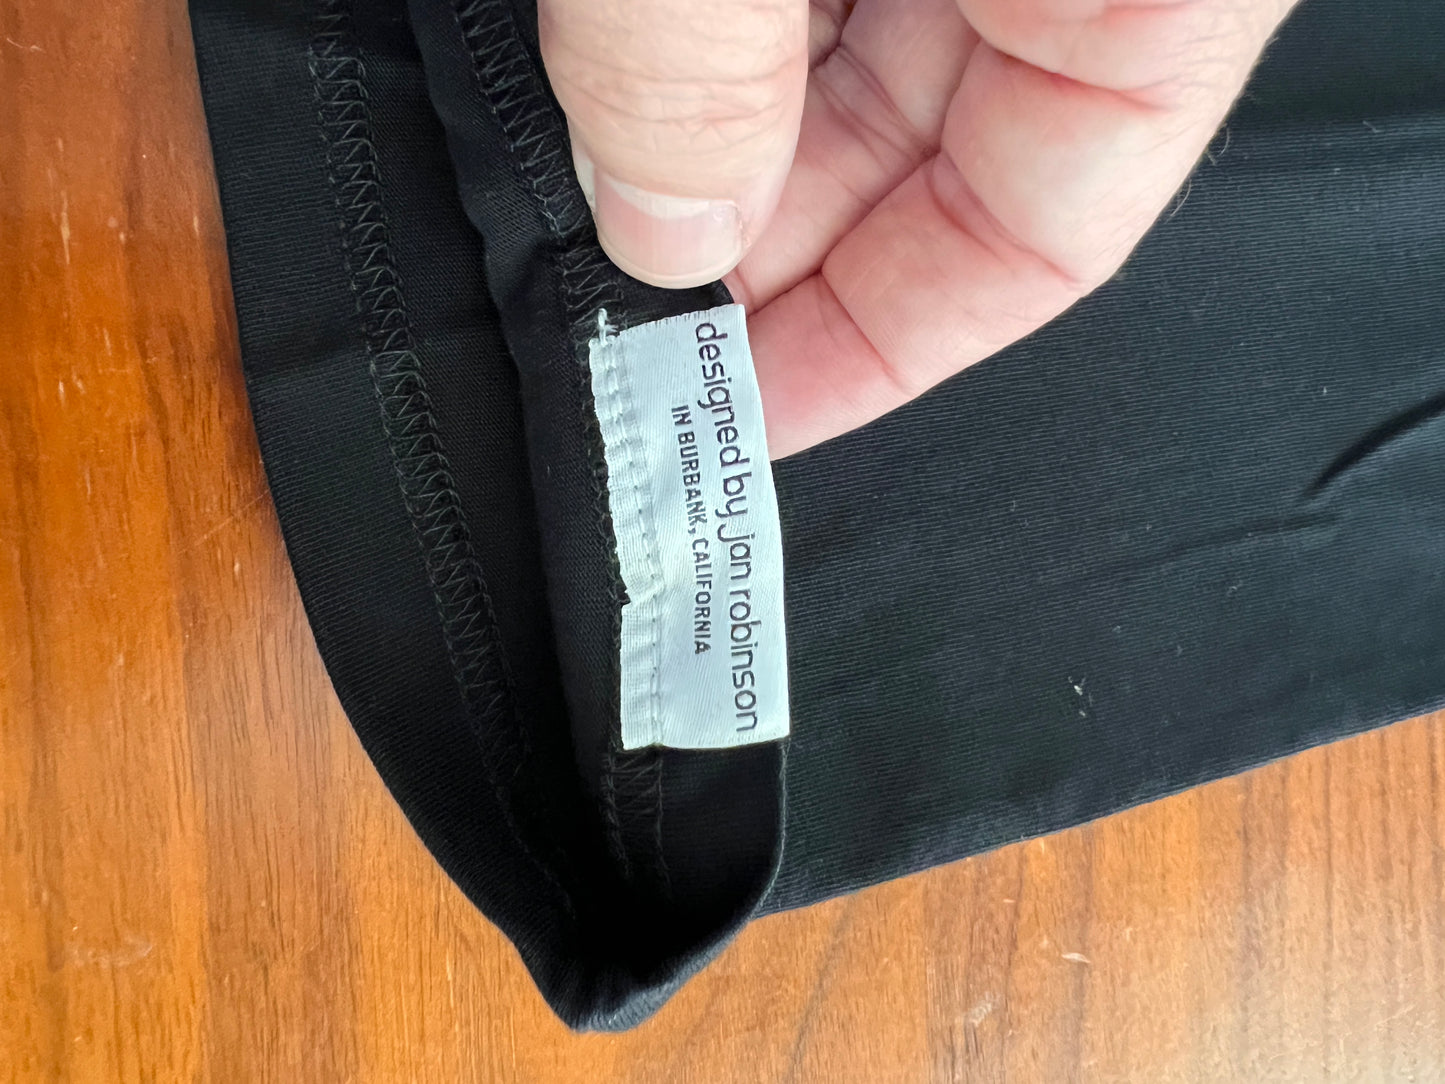 designed by jan robinson
IN BURBANK, CALIFORNIA